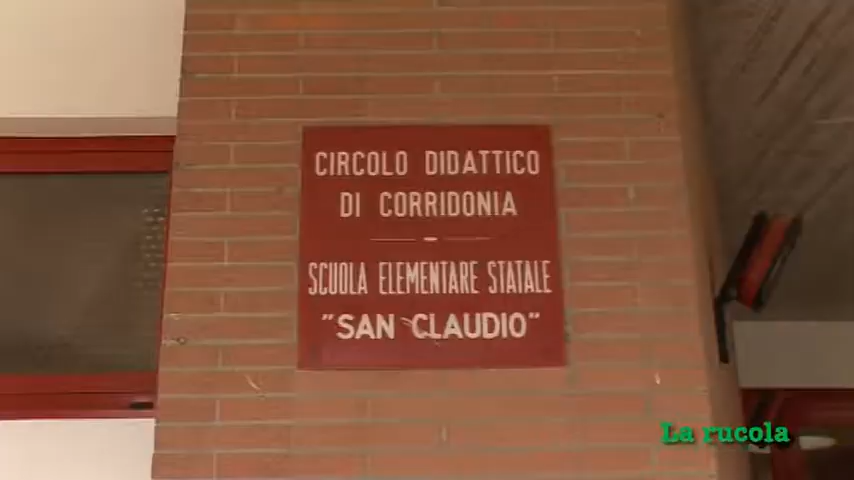 CIRCOLO DIDATTICO
DI CORRIDONIA
SCUOLA ELEMENTARE STATALE
"SAN CLAUDIO"
La rucola